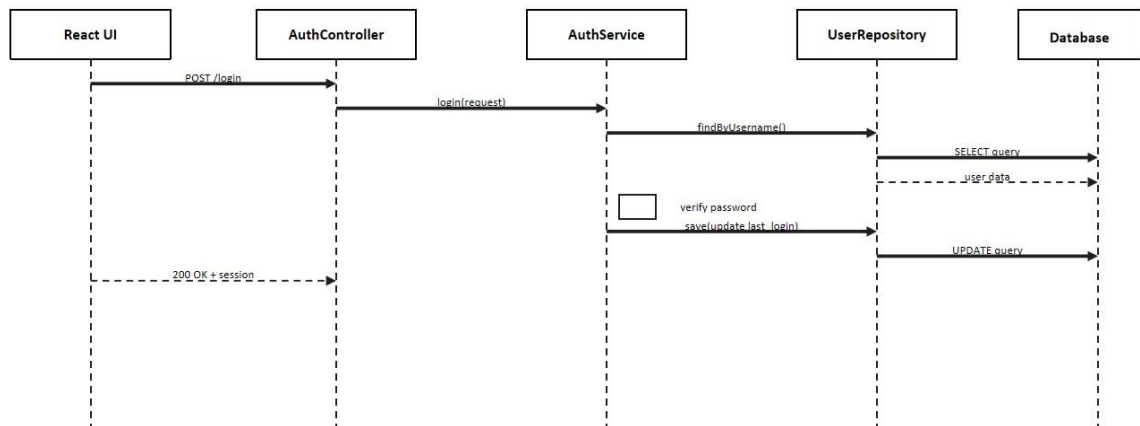 React UI
AuthController
AuthService
UserRepository
Database
POST /login
login(request)
findByUsername()
SELECT query
user data
verify password
save(update last_login)
UPDATE query
200 OK + session